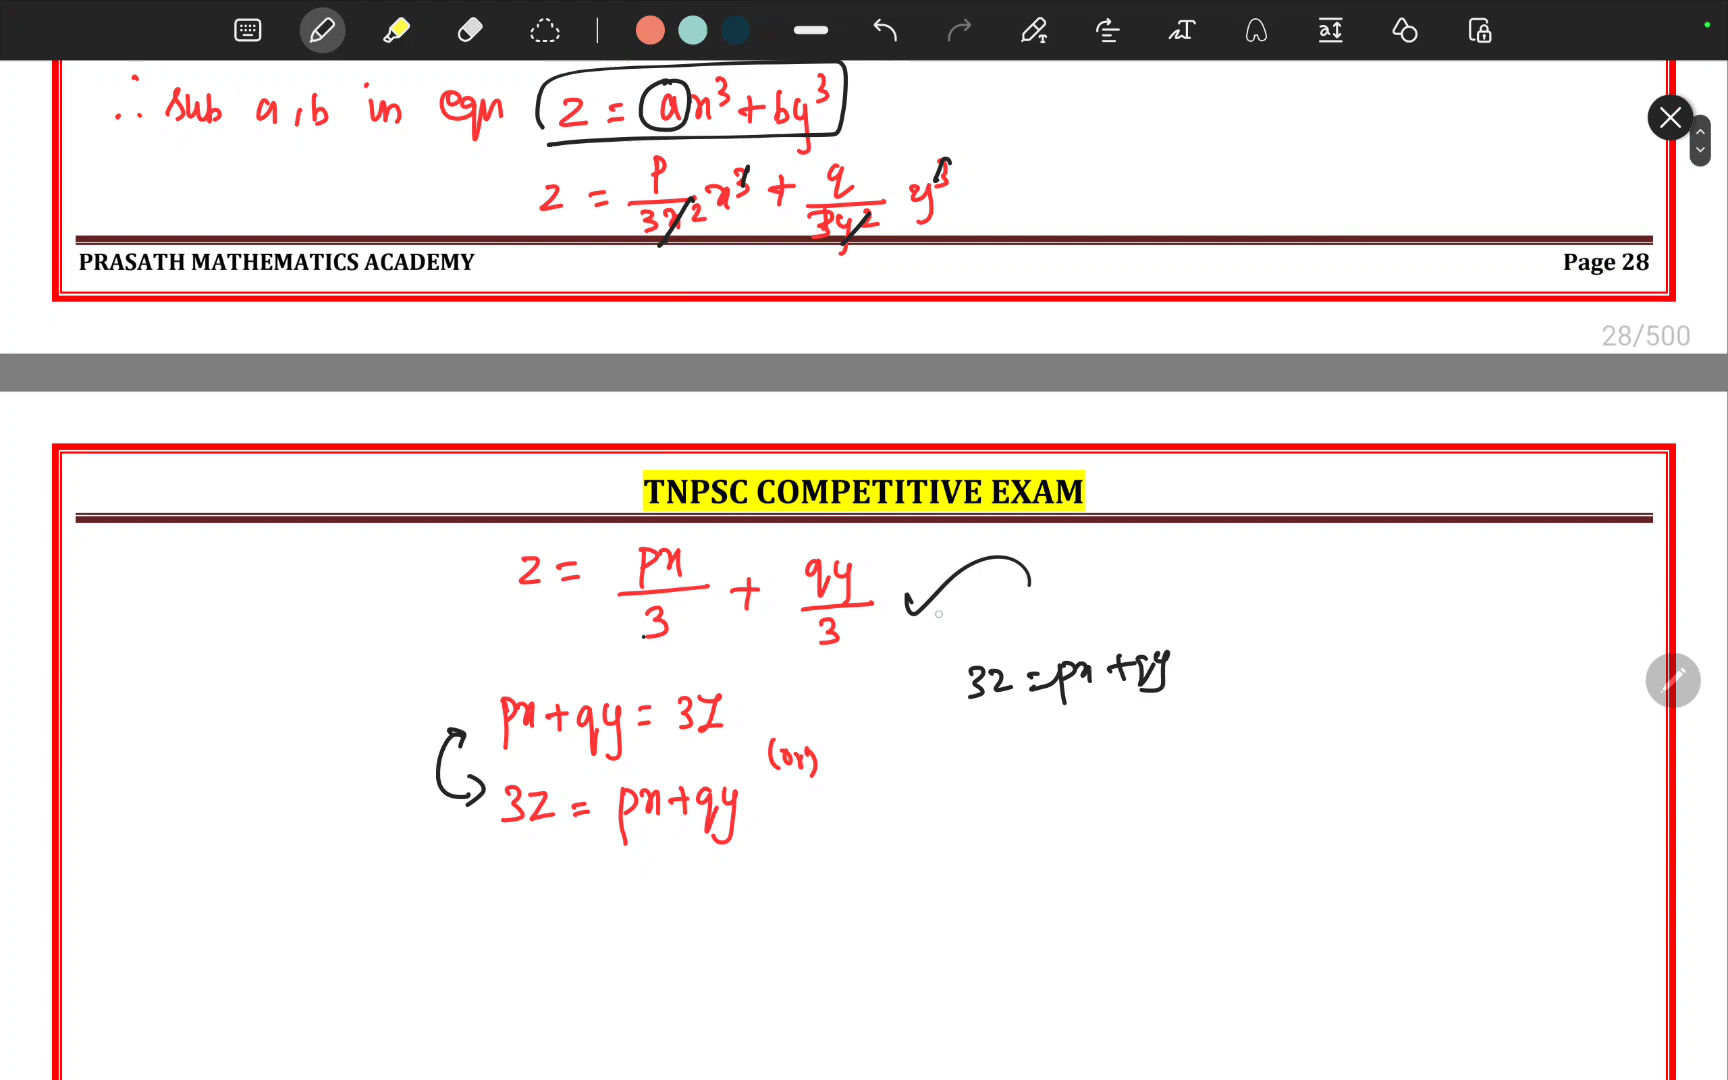 ∴ sub a, b in eqn z = ax³ + by³
z = p/3x² x³ + q/3y² y³
PRASATH MATHEMATICS ACADEMY Page 28
28/500
TNPSC COMPETITIVE EXAM
z = px/3 + qy/3
3z = px + qy
px + qy = 3z
(or)
3z = px + qy